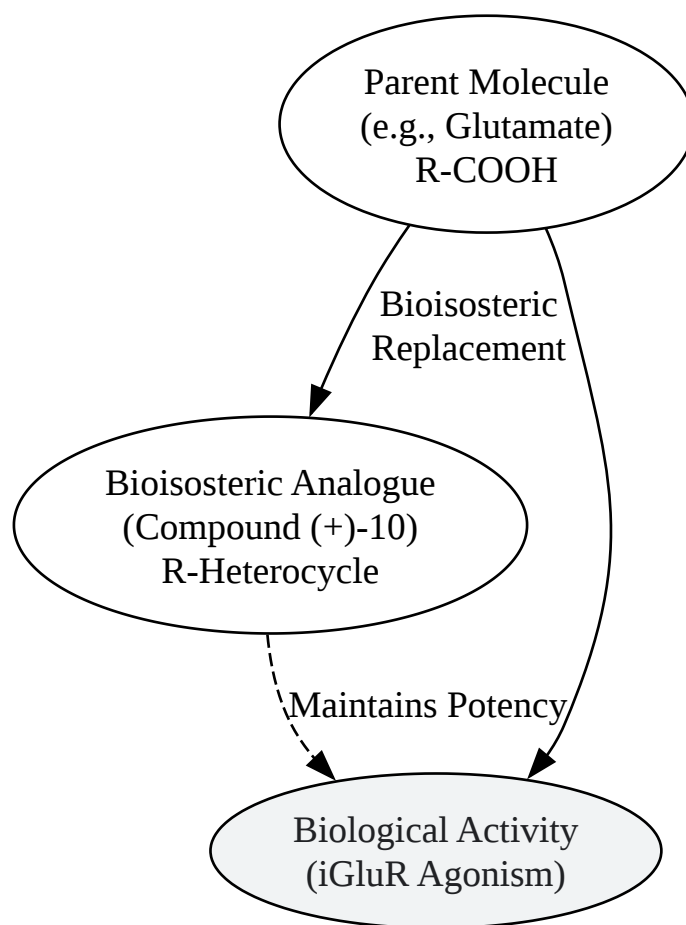 Parent Molecule
(e.g., Glutamate)
R-COOH
Bioisosteric
Replacement
Bioisosteric Analogue
(Compound (+)-10)
R-Heterocycle
Maintains Potency
Biological Activity
(iGluR Agonism)